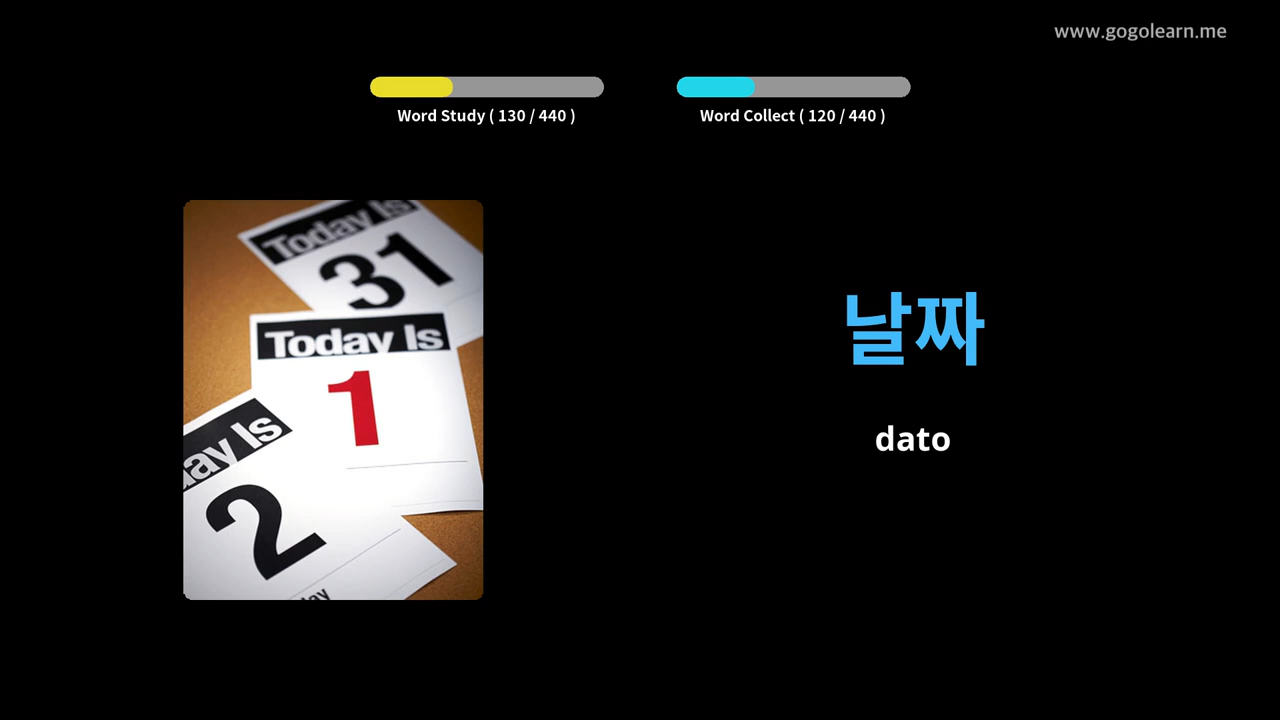 www.gogolearn.me
Word Study ( 130 / 440 )
Word Collect ( 120 / 440 )
Today Is
31
Today Is
1
ay Is
2
날짜
dato